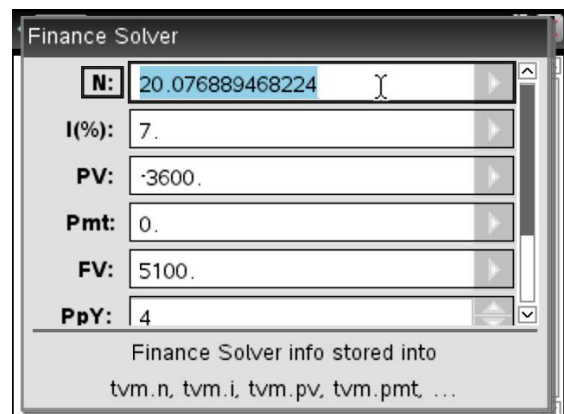 Finance Solver
N: 20.076889468224
I(%): 7.
PV: -3600.
Pmt: 0.
FV: 5100.
PpY: 4
Finance Solver info stored into
tvm.n, tvm.i, tvm.pv, tvm.pmt, ...